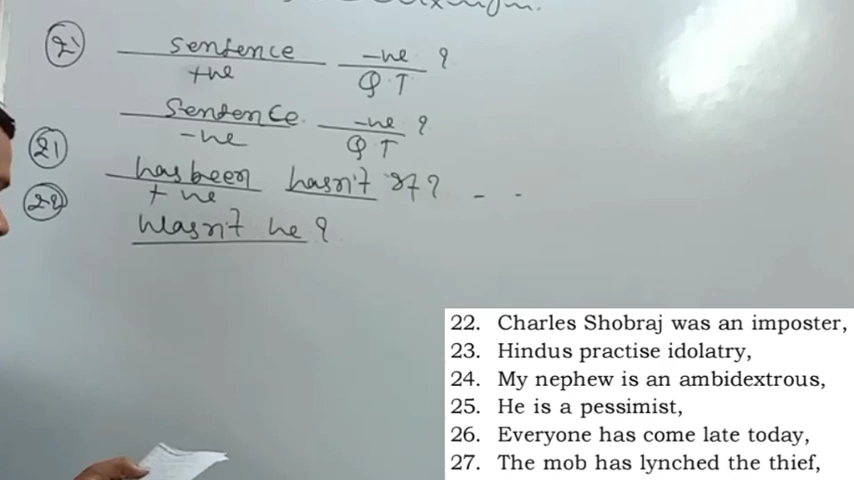 sentence -ve ?
+ve Q T
Sentence -ve ?
-ve Q T
21 has been hasn't it? - -
+ ve
22 Wasn't he ?
22. Charles Shobraj was an imposter,
23. Hindus practise idolatry,
24. My nephew is an ambidextrous,
25. He is a pessimist,
26. Everyone has come late today,
27. The mob has lynched the thief,